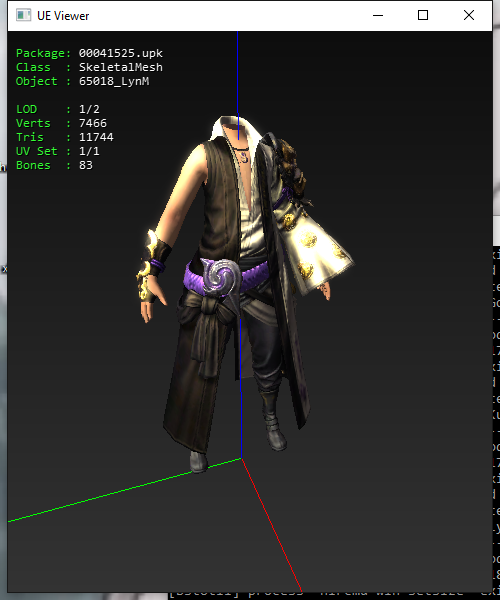 UE Viewer
Package: 00041525.upk
Class : SkeletalMesh
Object : 65018_LynM
LOD : 1/2
Verts : 7466
Tris : 11744
UV Set : 1/1
Bones : 83